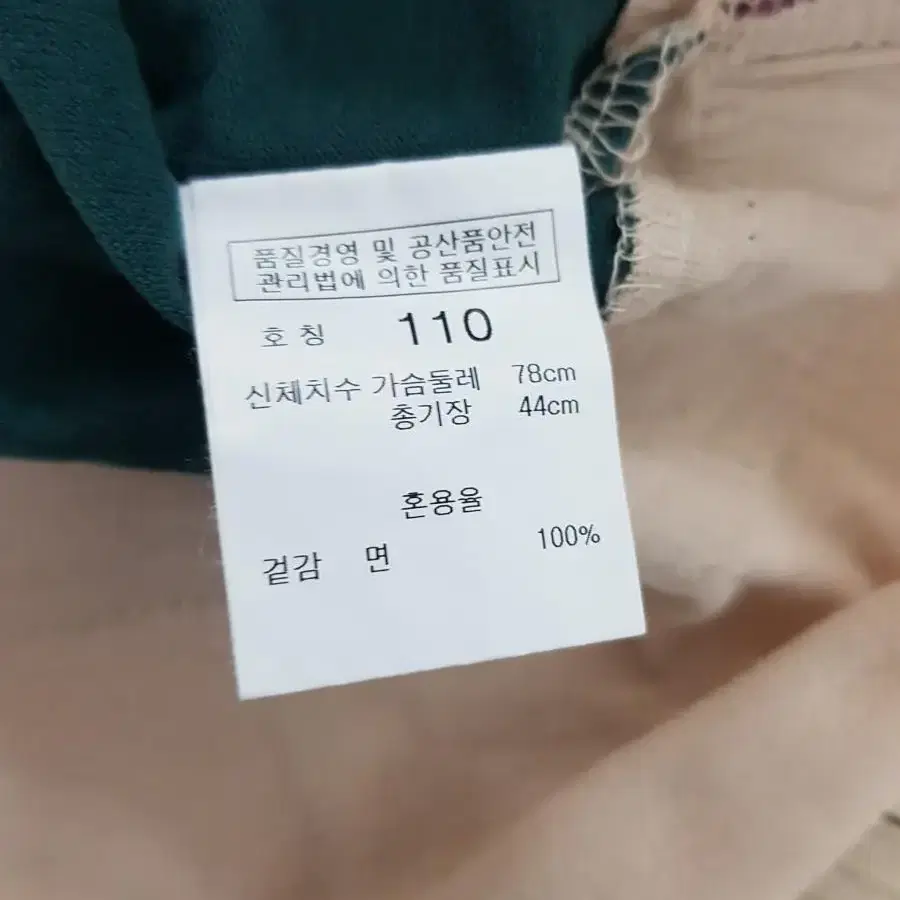 품질경영 및 공산품안전
관리법에 의한 품질표시
호 칭 110
신체치수 가슴둘레 78cm
총기장 44cm
혼용율
겉감 면 100%